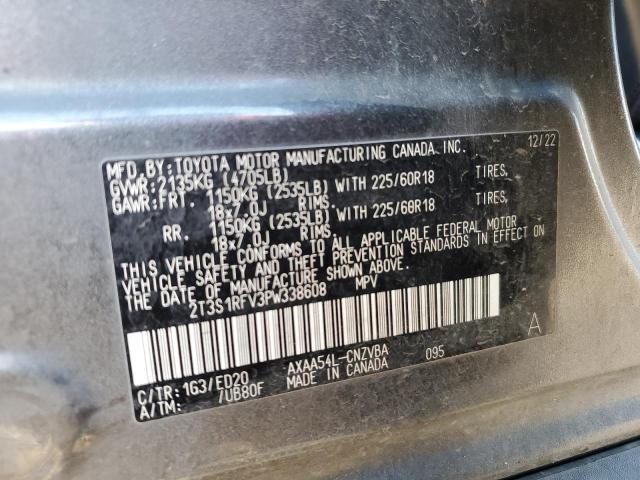 MFD. BY: TOYOTA MOTOR MANUFACTURING CANADA, INC. 12/22
GVWR: 2135KG (4705LB)
GAWR: FRT. 1150KG (2535LB) WITH 225/60R18 TIRES,
18x7.0J RIMS.
RR. 1150KG (2535LB) WITH 225/60R18 TIRES,
18x7.0J RIMS.
THIS VEHICLE CONFORMS TO ALL APPLICABLE FEDERAL MOTOR
VEHICLE SAFETY AND THEFT PREVENTION STANDARDS IN EFFECT ON
THE DATE OF MANUFACTURE SHOWN ABOVE.
2T3S1RFV3PW338608 MPV
A
C/TR: 1G3/ED20 AXAA54L-CNZVBA 095
A/TM: /UB80F MADE IN CANADA